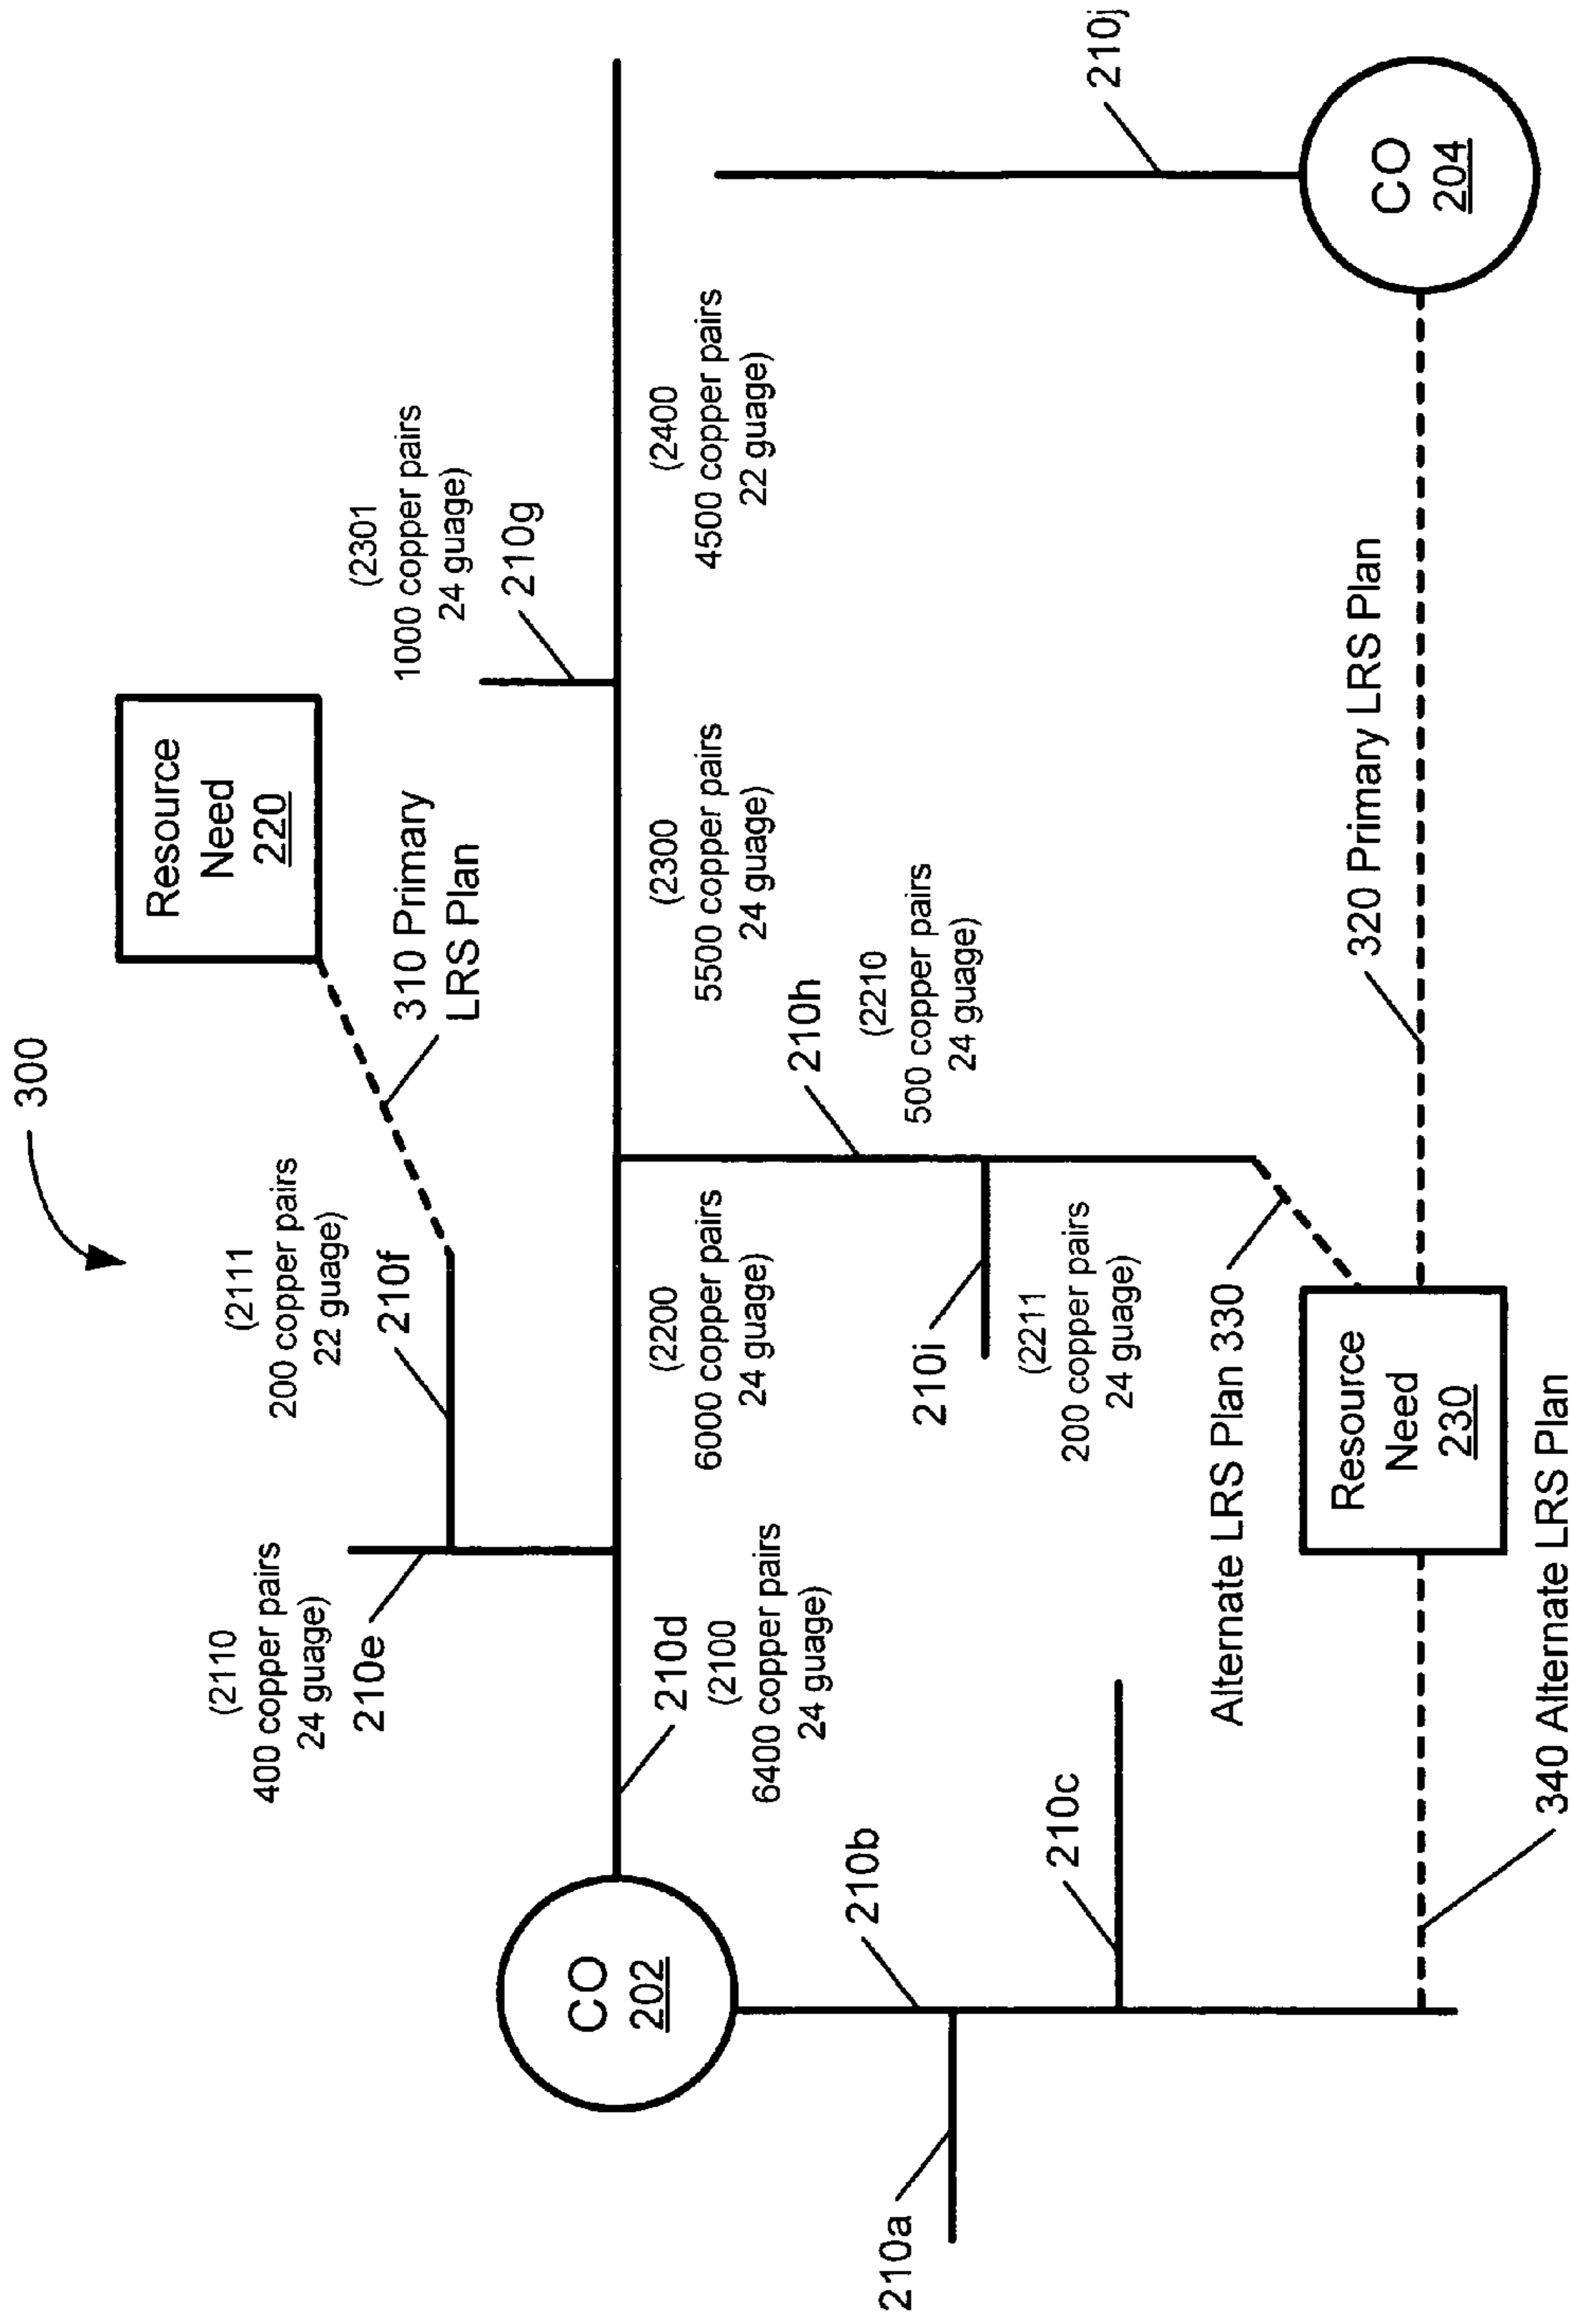 300
Resource
Need
220
310 Primary
LRS Plan
(2301
1000 copper pairs
24 guage)
210g
(2111
200 copper pairs
22 guage)
210f
(2110
400 copper pairs
24 guage)
210e
CO
202
210d
(2100
6400 copper pairs
24 guage)
(2200
6000 copper pairs
24 guage)
(2300
5500 copper pairs
24 guage)
(2400
4500 copper pairs
22 guage)
210h
(2210
500 copper pairs
24 guage)
210i
(2211
200 copper pairs
24 guage)
210j
210b
210a
210c
Alternate LRS Plan 330
320 Primary LRS Plan
CO
204
Resource
Need
230
340 Alternate LRS Plan